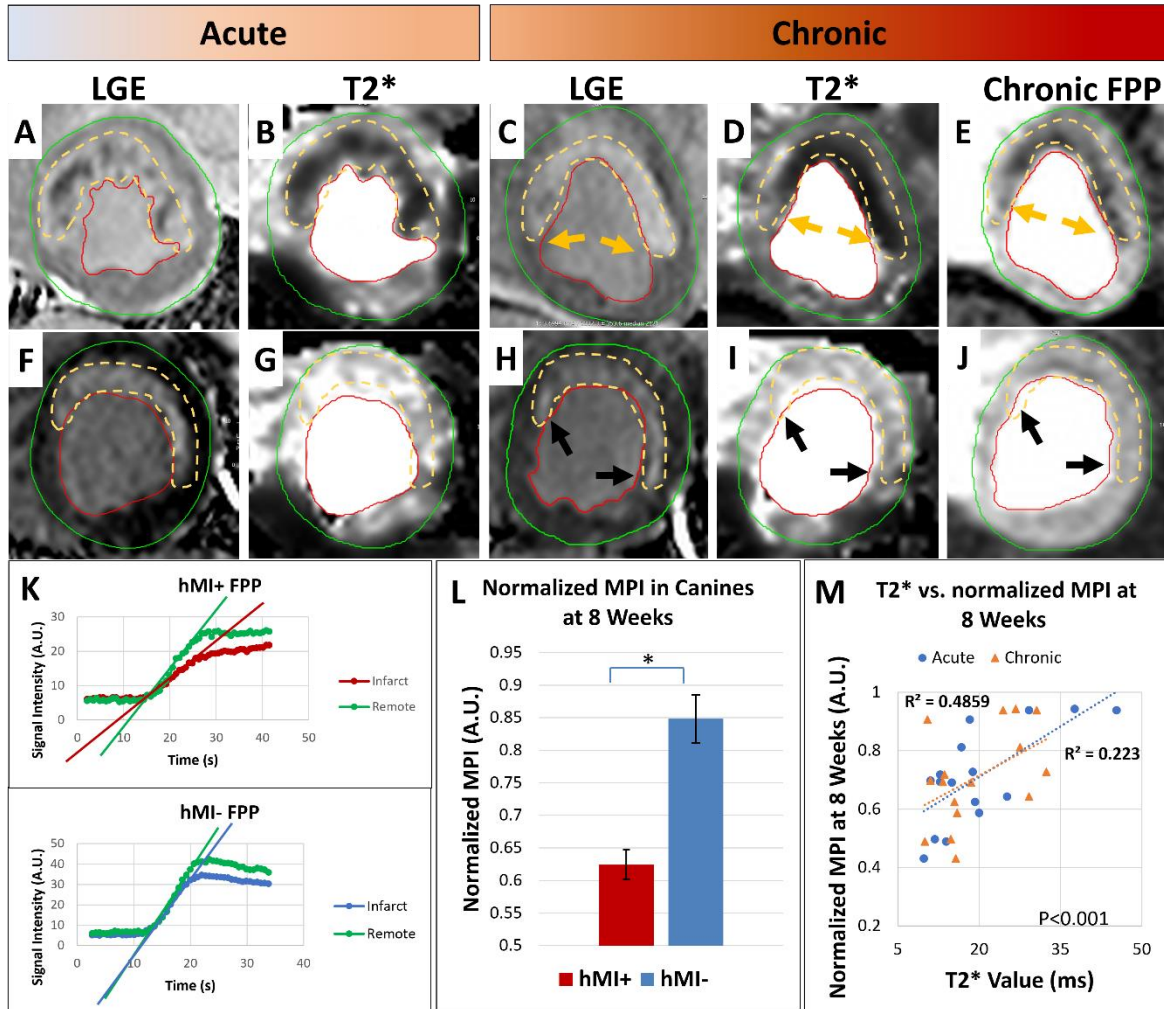 Acute
Chronic
LGE
T2*
LGE
T2*
Chronic FPP
A
B
C
D
E
F
G
H
I
J
K
hMI+ FPP
Signal Intensity (A.U.)
30
20
10
0
0
10
20
30
40
50
Time (s)
Infarct
Remote
hMI- FPP
Signal Intensity (A.U.)
50
40
30
20
10
0
0
10
20
30
40
Time (s)
Infarct
Remote
L
Normalized MPI in Canines
at 8 Weeks
*
Normalized MPI (A.U.)
0.9
0.85
0.8
0.75
0.7
0.65
0.6
0.55
0.5
hMI+
hMI-
M
T2* vs. normalized MPI at
8 Weeks
Acute
Chronic
Normalized MPI at 8 Weeks (A.U.)
1
0.8
0.6
0.4
0.2
R² = 0.4859
R² = 0.223
P<0.001
5
20
35
50
T2* Value (ms)